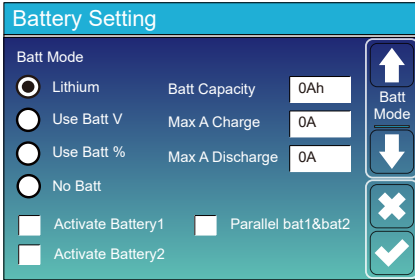 Battery Setting
Batt Mode
Lithium
Batt Capacity 0Ah
Use Batt V
Max A Charge 0A
Use Batt %
Max A Discharge 0A
No Batt
Activate Battery1
Parallel bat1&bat2
Activate Battery2
Batt
Mode